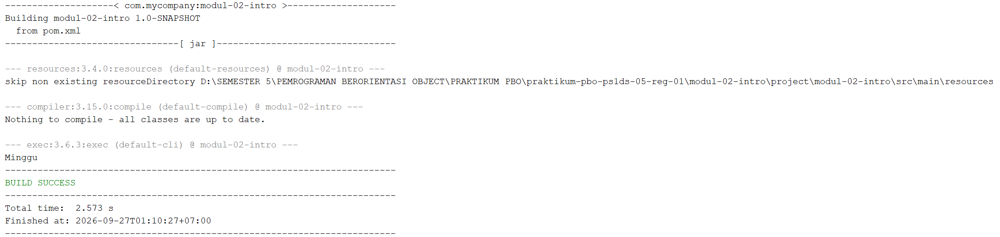 --------------------< com.mycompany:modul-02-intro >--------------------
Building modul-02-intro 1.0-SNAPSHOT
  from pom.xml
--------------------------------[ jar ]---------------------------------

--- resources:3.4.0:resources (default-resources) @ modul-02-intro ---
skip non existing resourceDirectory D:\SEMESTER 5\PEMROGRAMAN BERORIENTASI OBJECT\PRAKTIKUM PBO\praktikum-pbo-ps1ds-05-reg-01\modul-02-intro\project\modul-02-intro\src\main\resources

--- compiler:3.15.0:compile (default-compile) @ modul-02-intro ---
Nothing to compile - all classes are up to date.

--- exec:3.6.3:exec (default-cli) @ modul-02-intro ---
Minggu
------------------------------------------------------------------------
BUILD SUCCESS
------------------------------------------------------------------------
Total time:  2.573 s
Finished at: 2026-09-27T01:10:27+07:00
------------------------------------------------------------------------